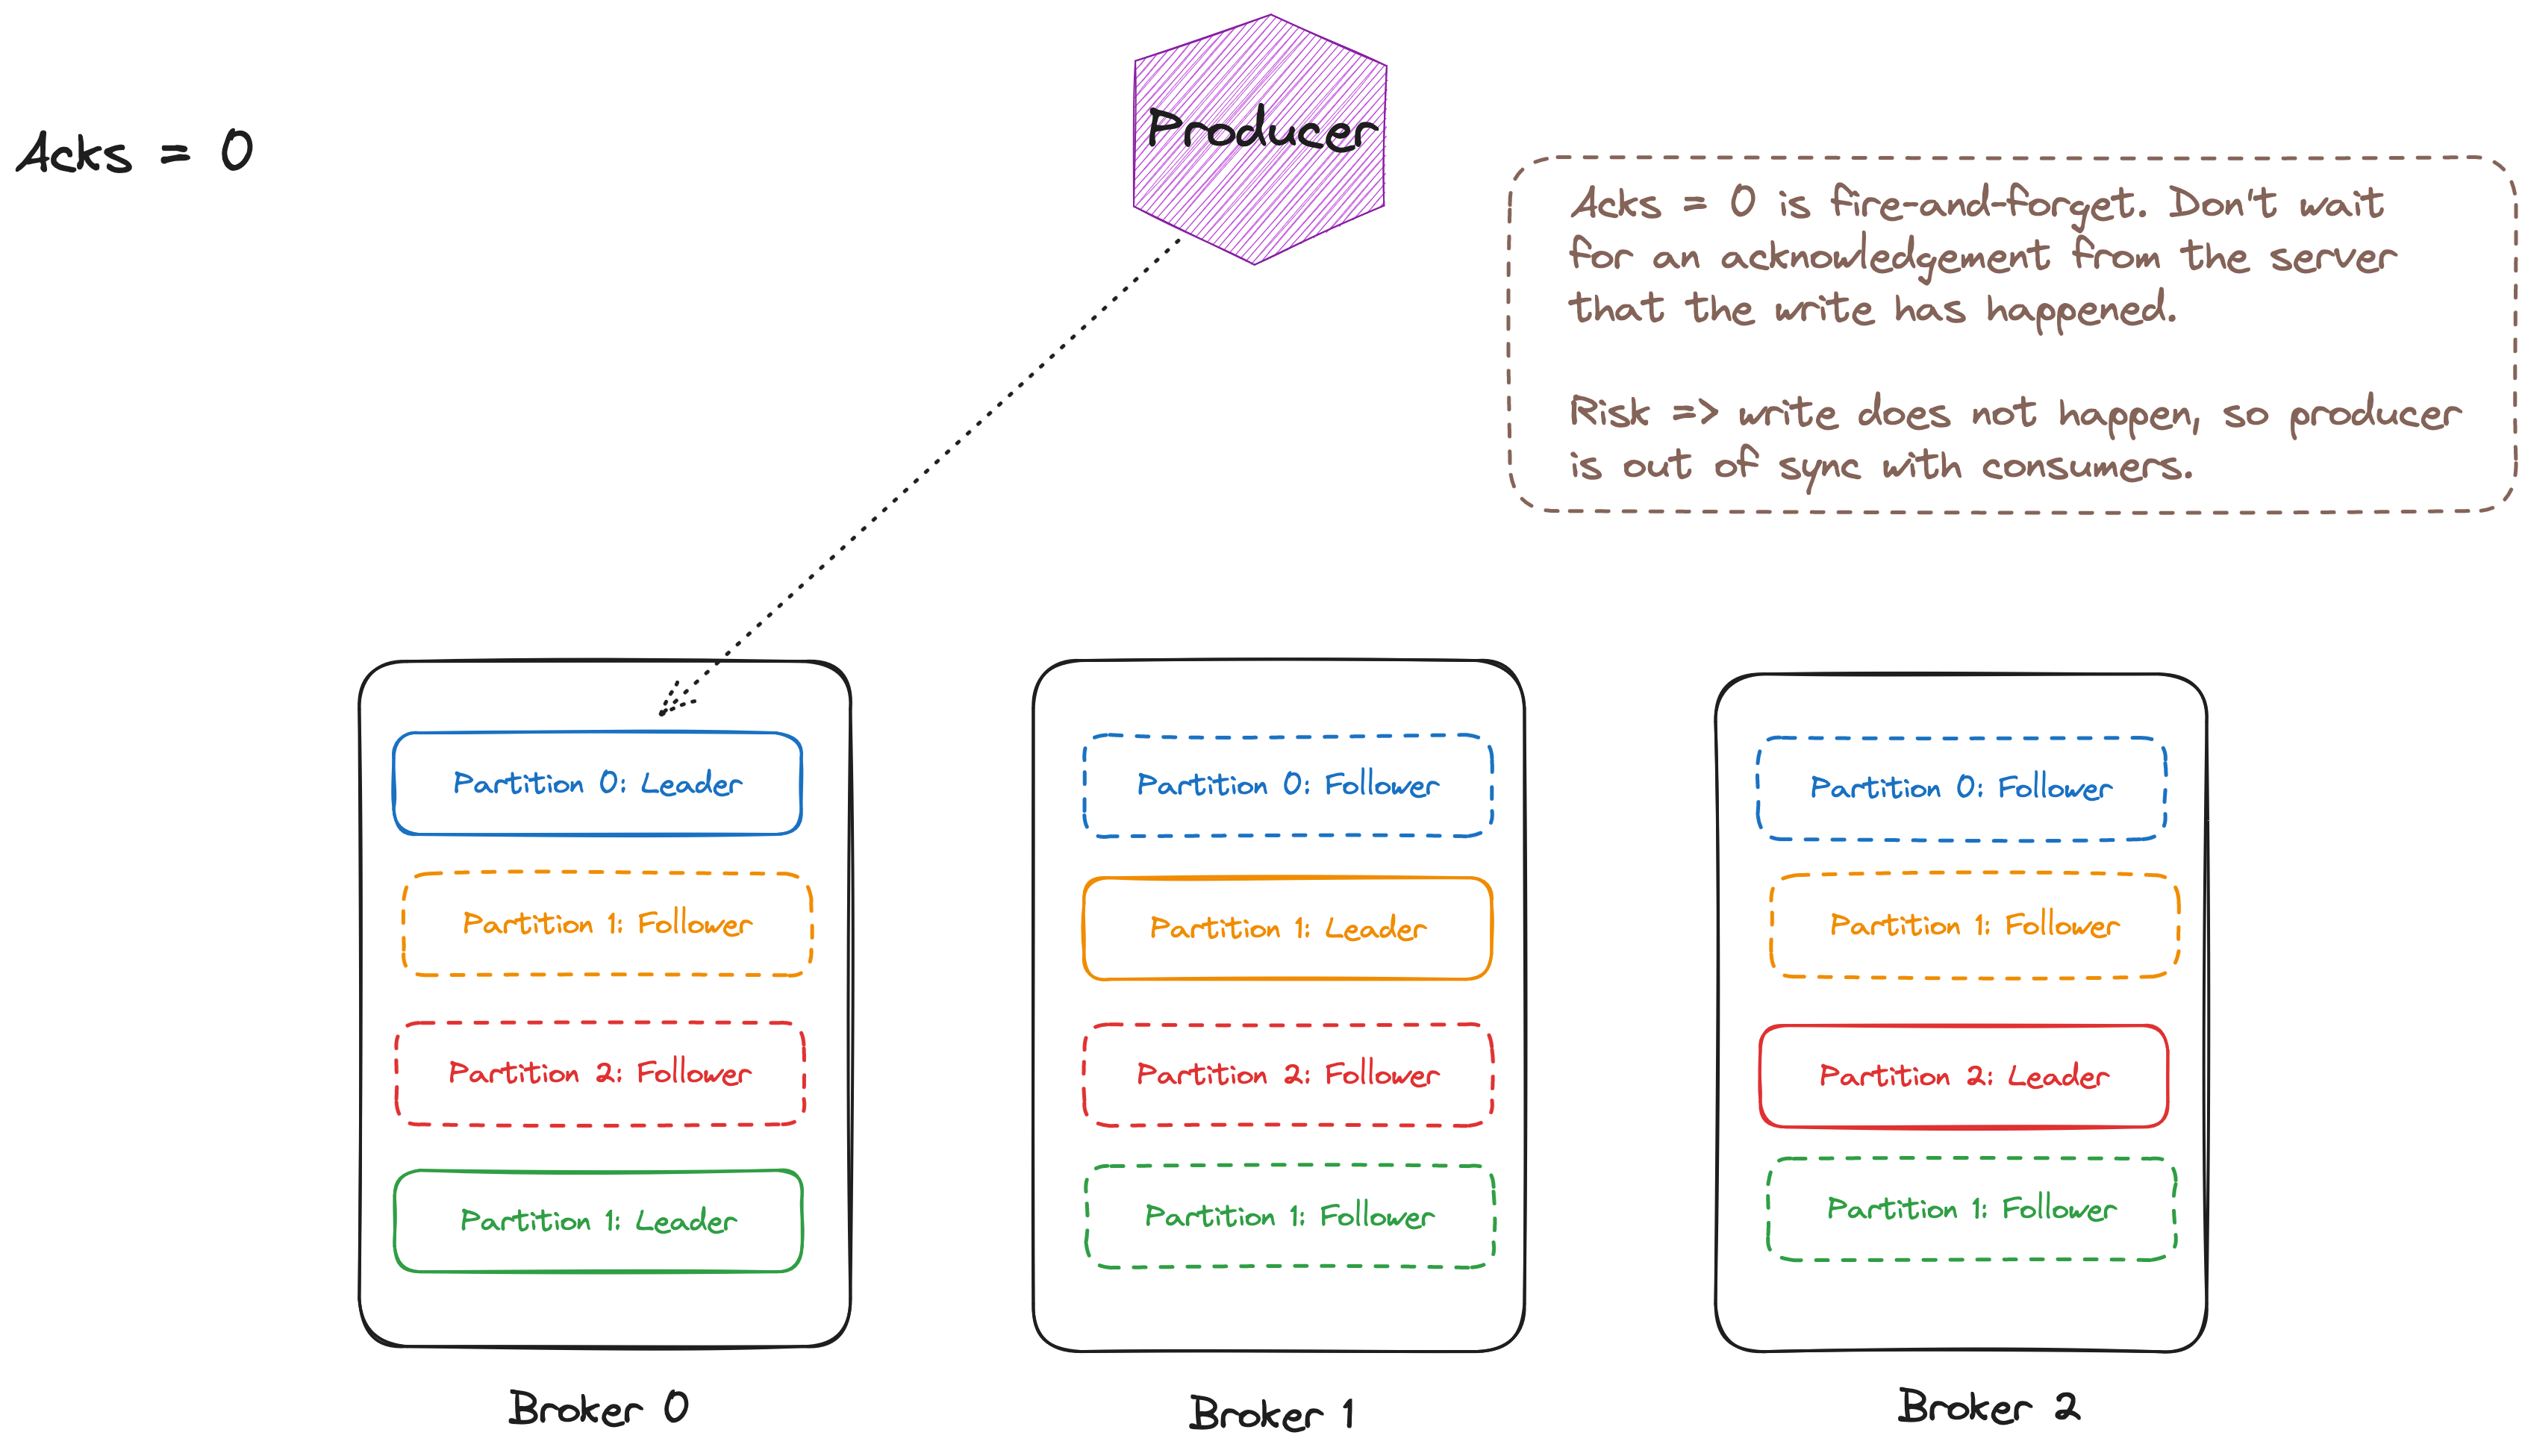 Producer
Acks = 0
Acks = 0 is fire-and-forget. Don't wait
for an acknowledgement from the server
that the write has happened.
Risk => write does not happen, so producer
is out of sync with consumers.
Partition 0: Leader
Partition 1: Follower
Partition 2: Follower
Partition 1: Leader
Broker 0
Partition 0: Follower
Partition 1: Leader
Partition 2: Follower
Partition 1: Follower
Broker 1
Partition 0: Follower
Partition 1: Follower
Partition 2: Leader
Partition 1: Follower
Broker 2